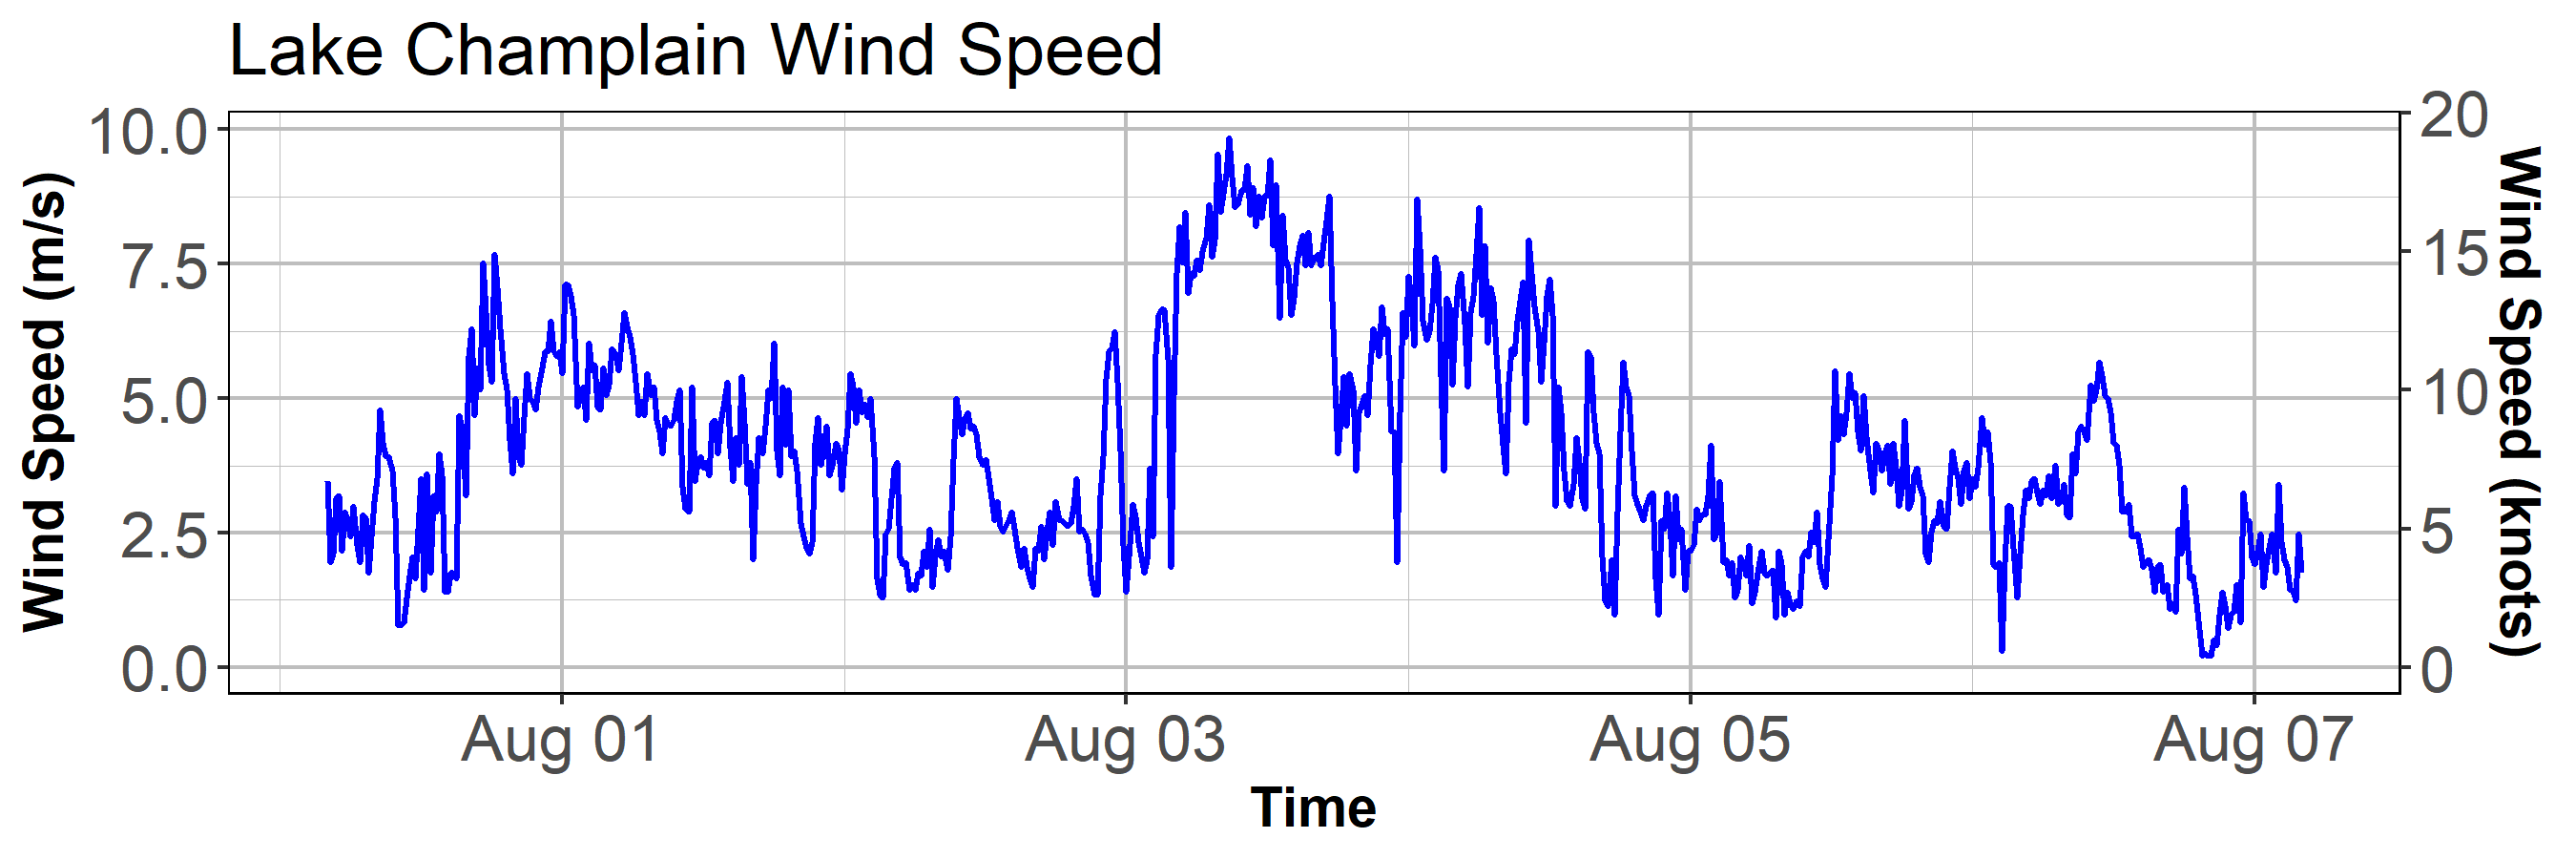 Lake Champlain Wind Speed
Wind Speed (m/s)
10.0
7.5
5.0
2.5
0.0
20
15
10
5
0
Wind Speed (knots)
Aug 01 Aug 03 Aug 05 Aug 07
Time